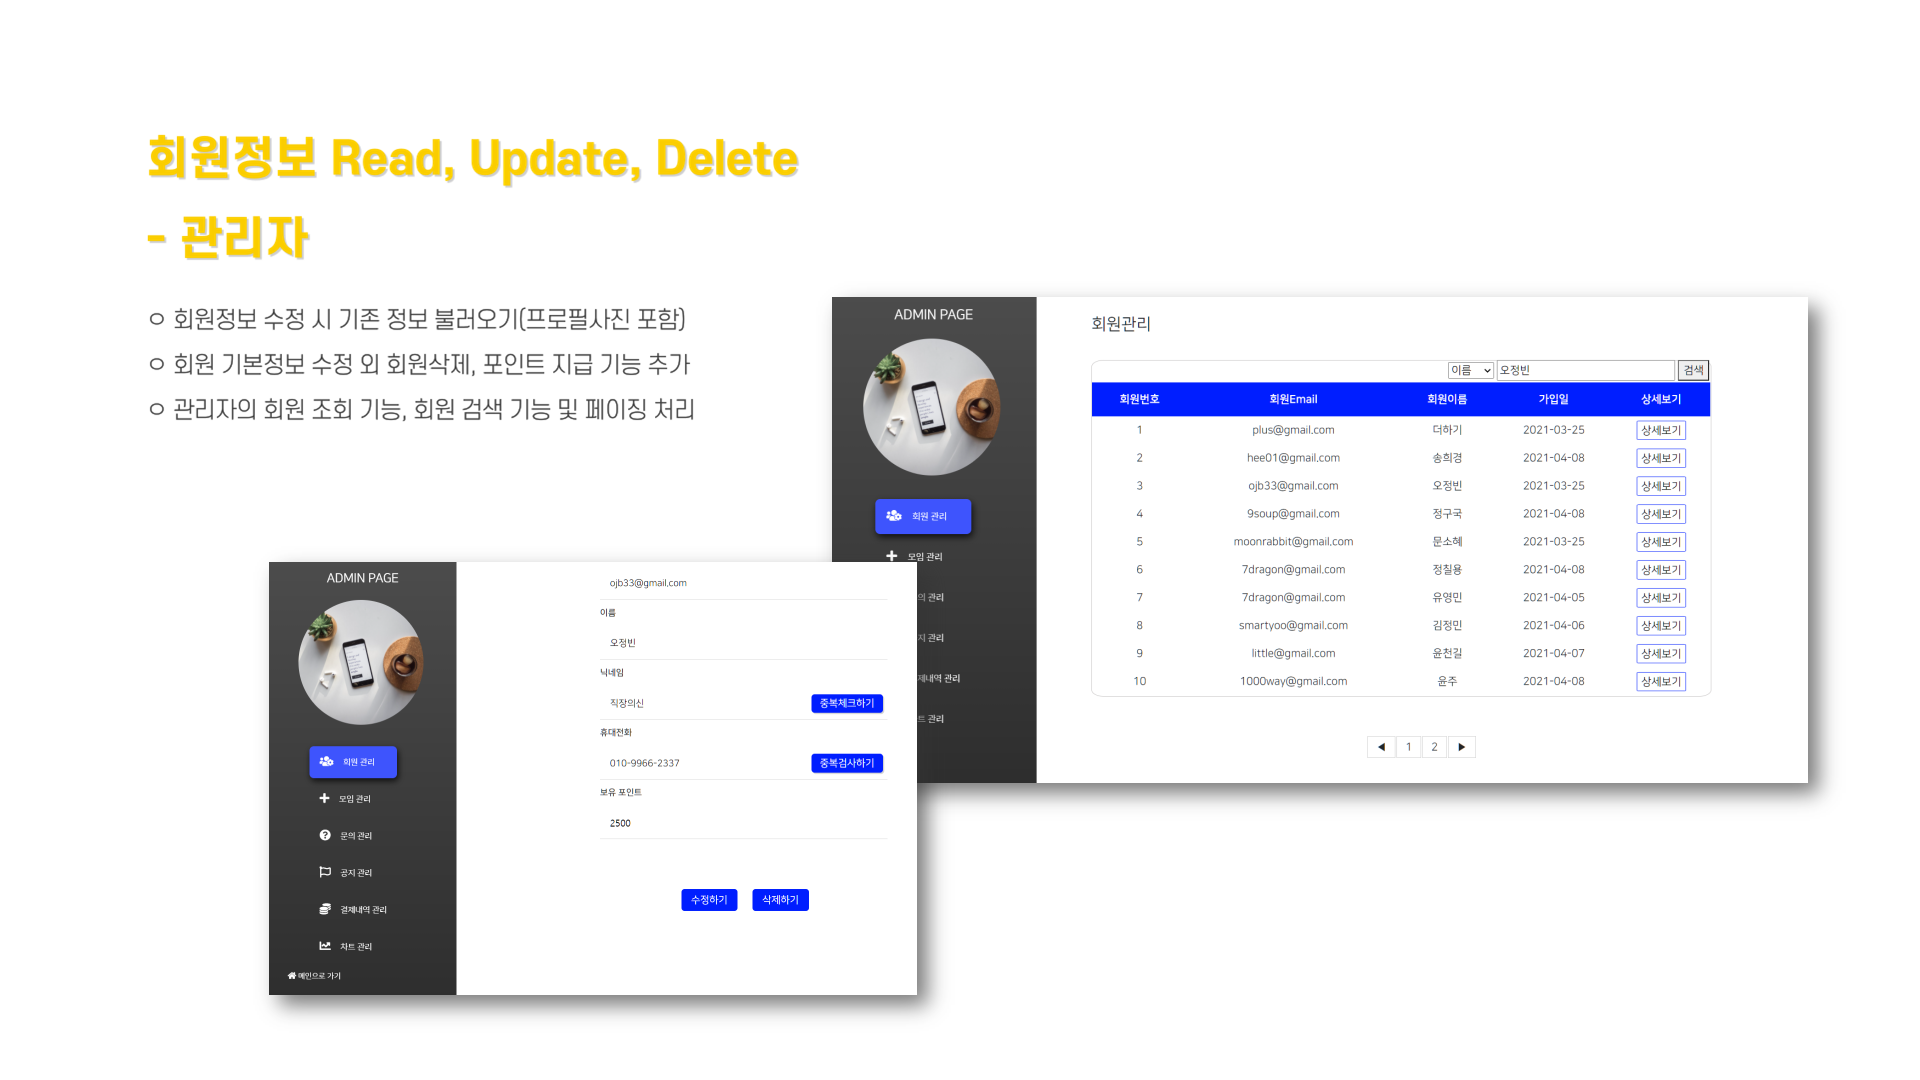 회원정보 Read, Update, Delete
- 관리자
ㅇ 회원정보 수정 시 기존 정보 불러오기(프로필사진 포함)
ㅇ 회원 기본정보 수정 외 회원삭제, 포인트 지급 기능 추가
ㅇ 관리자의 회원 조회 기능, 회원 검색 기능 및 페이징 처리
ADMIN PAGE
회원 관리
모임 관리
의 관리
지 관리
제내역 관리
트 관리
회원관리
이름 오정빈 검색
회원번호 회원Email 회원이름 가입일 상세보기
1 plus@gmail.com 더하기 2021-03-25 상세보기
2 hee01@gmail.com 송희경 2021-04-08 상세보기
3 ojb33@gmail.com 오정빈 2021-03-25 상세보기
4 9soup@gmail.com 정구국 2021-04-08 상세보기
5 moonrabbit@gmail.com 문소혜 2021-03-25 상세보기
6 7dragon@gmail.com 정칠용 2021-04-08 상세보기
7 7dragon@gmail.com 유영민 2021-04-05 상세보기
8 smartyoo@gmail.com 김정민 2021-04-06 상세보기
9 little@gmail.com 윤천길 2021-04-07 상세보기
10 1000way@gmail.com 윤주 2021-04-08 상세보기
◀ 1 2 ▶
ADMIN PAGE
회원 관리
모임 관리
문의 관리
공지 관리
결제내역 관리
차트 관리
메인으로 가기
ojb33@gmail.com
이름
오정빈
닉네임
직장의신 중복체크하기
휴대전화
010-9966-2337 중복검사하기
보유 포인트
2500
수정하기 삭제하기